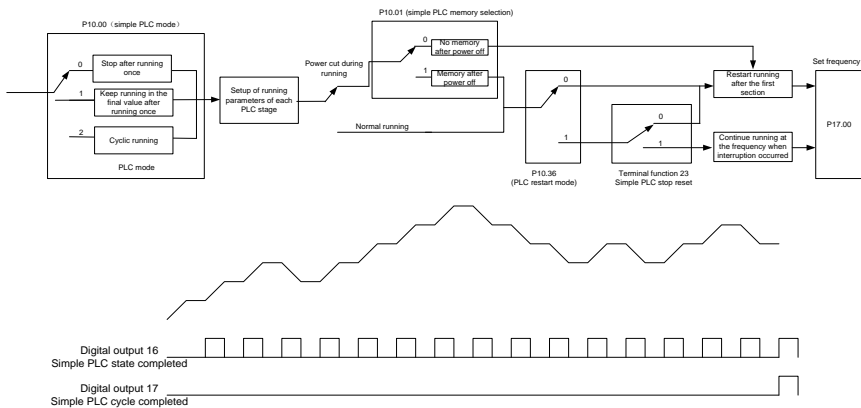 P10.00（simple PLC mode）
0
Stop after running
once
1
Keep running in the
final value after
running once
2
Cyclic running
PLC mode
Setup of running
parameters of each
PLC stage
Power cut during
running
Normal running
P10.01 (simple PLC memory selection)
0
No memory
after power off
1
Memory after
power off
0
1
P10.36
(PLC restart mode)
0
1
Terminal function 23
Simple PLC stop reset
Restart running
after the first
section
Continue running at
the frequency when
interruption occurred
Set frequency
P17.00
Digital output 16
Simple PLC state completed
Digital output 17
Simple PLC cycle completed